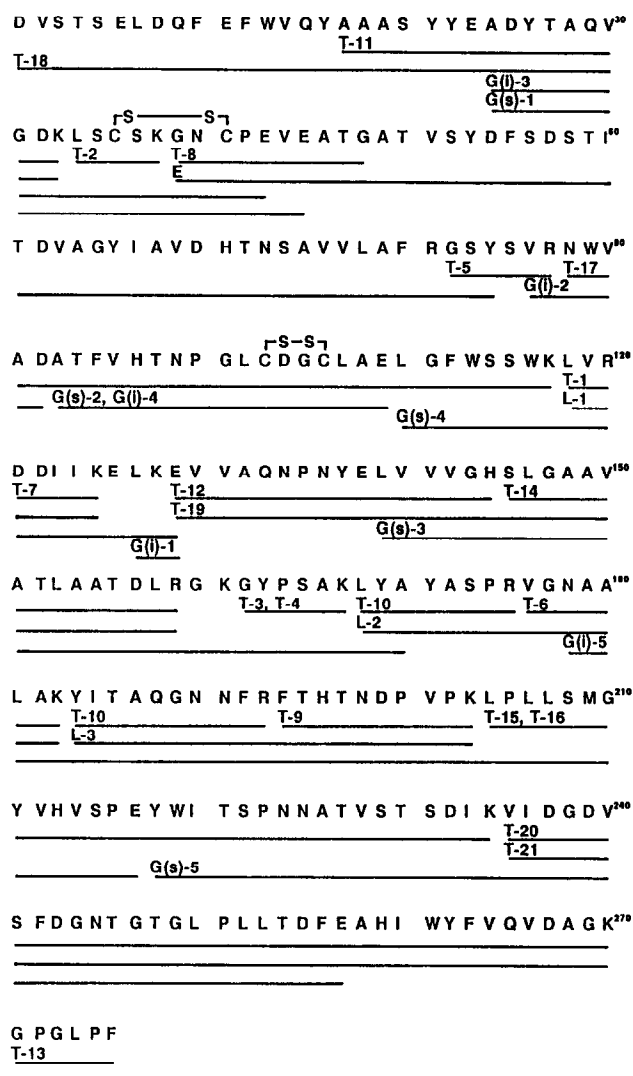 D V S T S E L D Q F E F W V Q Y A A A S Y Y E A D Y T A Q V³⁰
T-11
T-18
G(i)-3
G(s)-1
S S
G D K L S C S K G N C P E V E A T G A T V S Y D F S D S T I⁶⁰
T-2 T-8
E
T D V A G Y I A V D H T N S A V V L A F R G S Y S V R N W V⁹⁰
T-5 T-17
G(i)-2
S-S
A D A T F V H T N P G L C D G C L A E L G F W S S W K L V R¹²⁰
T-1
G(s)-2, G(i)-4 L-1
G(s)-4
D D I I K E L K E V V A Q N P N Y E L V V V G H S L G A A V¹⁵⁰
T-7 T-12 T-14
T-19
G(s)-3
G(i)-1
A T L A A T D L R G K G Y P S A K L Y A Y A S P R V G N A A¹⁸⁰
T-3, T-4 T-10 T-6
L-2
G(i)-5
L A K Y I T A Q G N N F R F T H T N D P V P K L P L L S M G²¹⁰
T-10 T-9 T-15, T-16
L-3
Y V H V S P E Y W I T S P N N A T V S T S D I K V I D G D V²⁴⁰
T-20
T-21
G(s)-5
S F D G N T G T G L P L L T D F E A H I W Y F V Q V D A G K²⁷⁰
G P G L P F
T-13